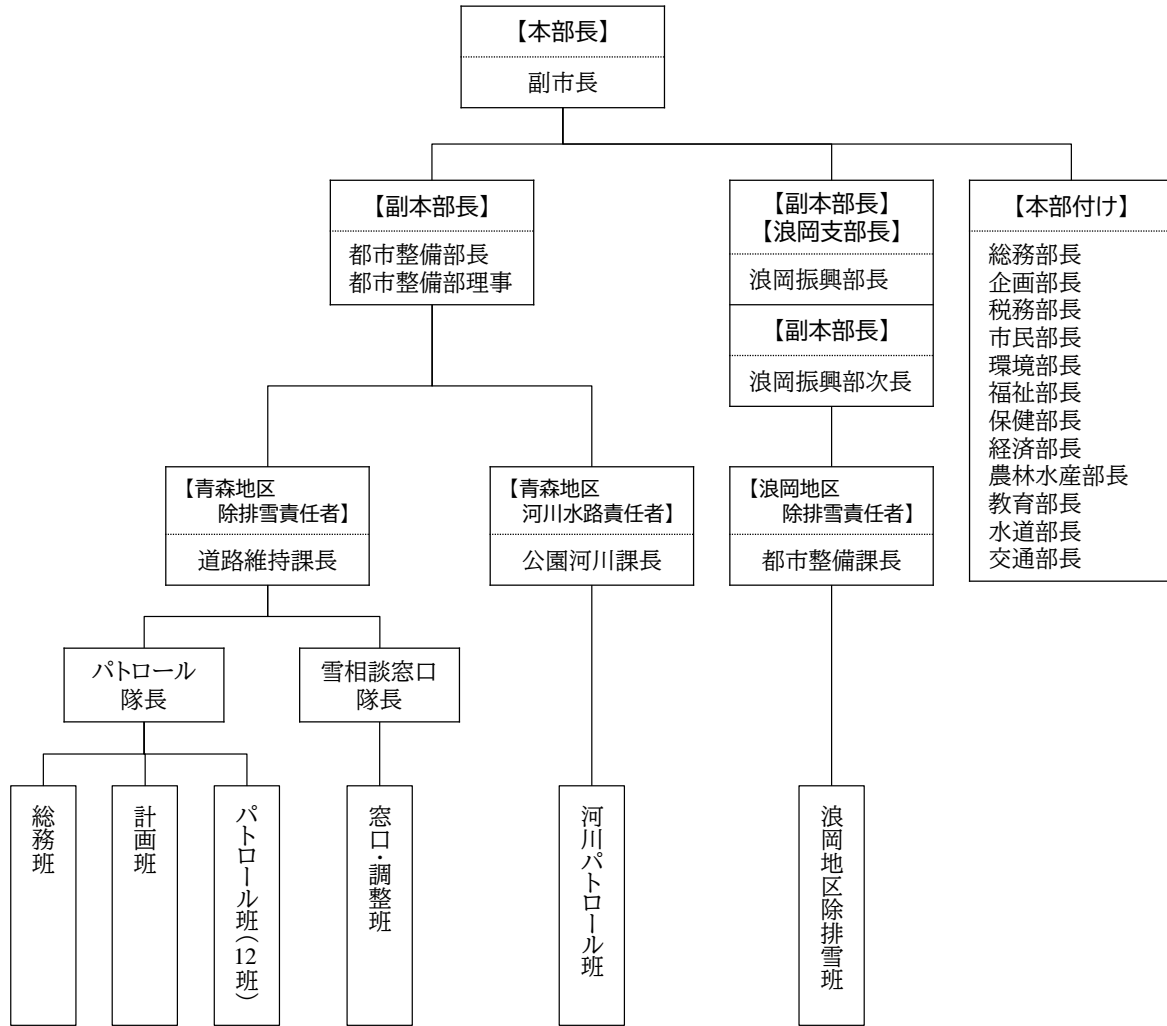 【本部長】
副市長
【副本部長】
都市整備部長
都市整備部理事
【副本部長】
【浪岡支部長】
浪岡振興部長
【副本部長】
浪岡振興部次長
【本部付け】
総務部長
企画部長
税務部長
市民部長
環境部長
福祉部長
保健部長
経済部長
農林水産部長
教育部長
水道部長
交通部長
【青森地区
除排雪責任者】
道路維持課長
【青森地区
河川水路責任者】
公園河川課長
【浪岡地区
除排雪責任者】
都市整備課長
パトロール
隊長
雪相談窓口
隊長
総務班
計画班
パトロール班(12班)
窓口・調整班
河川パトロール班
浪岡地区除排雪班